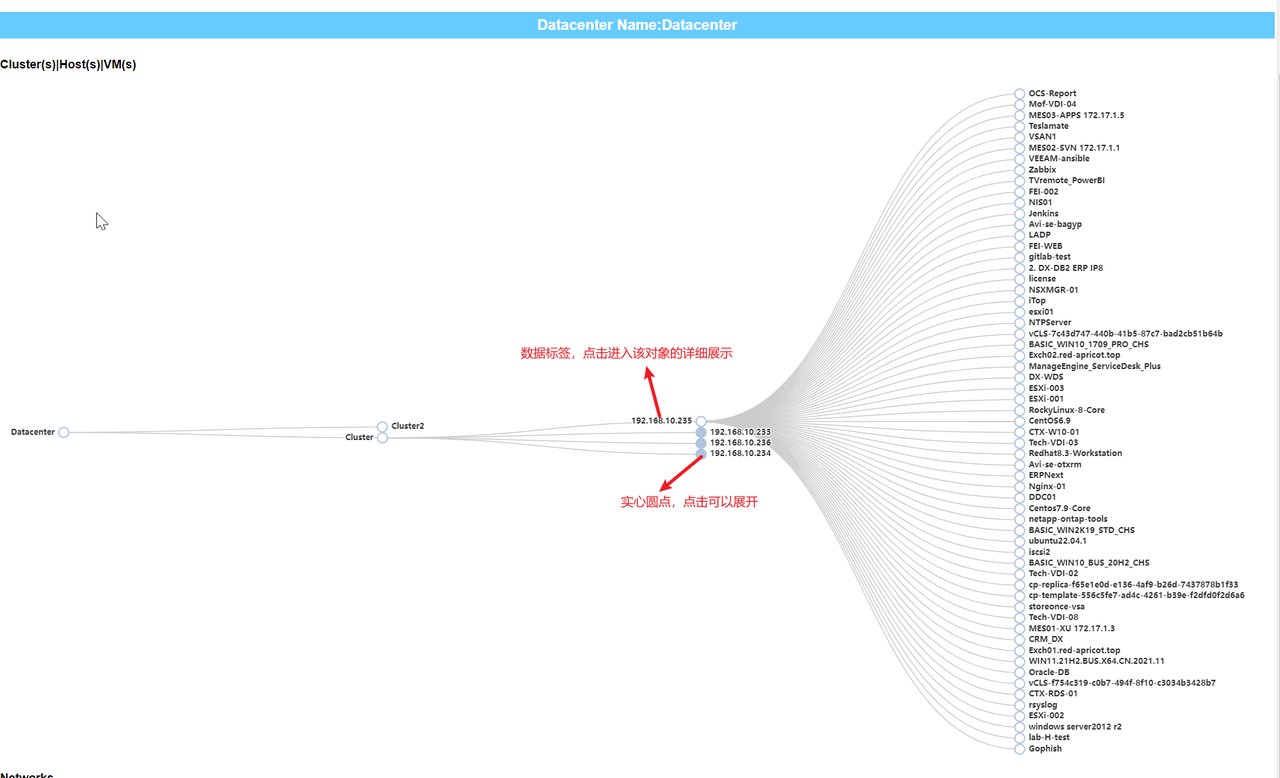 Datacenter Name:Datacenter
Cluster(s)|Host(s)|VM(s)
OCS-Report
Mof-VDI-04
MES03-APPS 172.17.1.5
Teslamate
VSAN1
MES02-SVN 172.17.1.1
VEEAM-ansible
Zabbix
TVremote_PowerBI
FEI-002
NIS01
Jenkins
Avi-se-bagyp
LADP
FEI-WEB
gitlab-test
2. DX-DB2 ERP IP8
license
NSXMGR-01
iTop
esxi01
NTPServer
vCLS-7c43d747-440b-41b5-87c7-bad2cb51b64b
BASIC_WIN10_1709_PRO_CHS
数据标签，点击进入该对象的详细展示
Exch02.red-apricot.top
ManageEngine_ServiceDesk_Plus
DX-WDS
ESXi-003
ESXi-001
RockyLinux-8-Core
192.168.10.235
CentOS6.9
Cluster2
Datacenter
192.168.10.233
CTX-W10-01
Cluster
192.168.10.236
Tech-VDI-03
192.168.10.234
Redhat8.3-Workstation
Avi-se-otxrm
ERPNext
Nginx-01
DDC01
实心圆点，点击可以展开
Centos7.9-Core
netapp-ontap-tools
BASIC_WIN2K19_STD_CHS
ubuntu22.04.1
iscsi2
BASIC_WIN10_BUS_20H2_CHS
Tech-VDI-02
cp-replica-f65e1e0d-e136-4af9-b26d-7437878b1f33
cp-template-556c5fe7-ad4c-4261-b39e-f2dfd0f2d6a6
storeonce-vsa
Tech-VDI-08
MES01-XU 172.17.1.3
CRM_DX
Exch01.red-apricot.top
WIN11.21H2.BUS.X64.CN.2021.11
Oracle-DB
vCLS-f754c319-c0b7-494f-8f10-c3034b3428b7
CTX-RDS-01
rsyslog
ESXi-002
windows server2012 r2
lab-H-test
Gophish
Networks